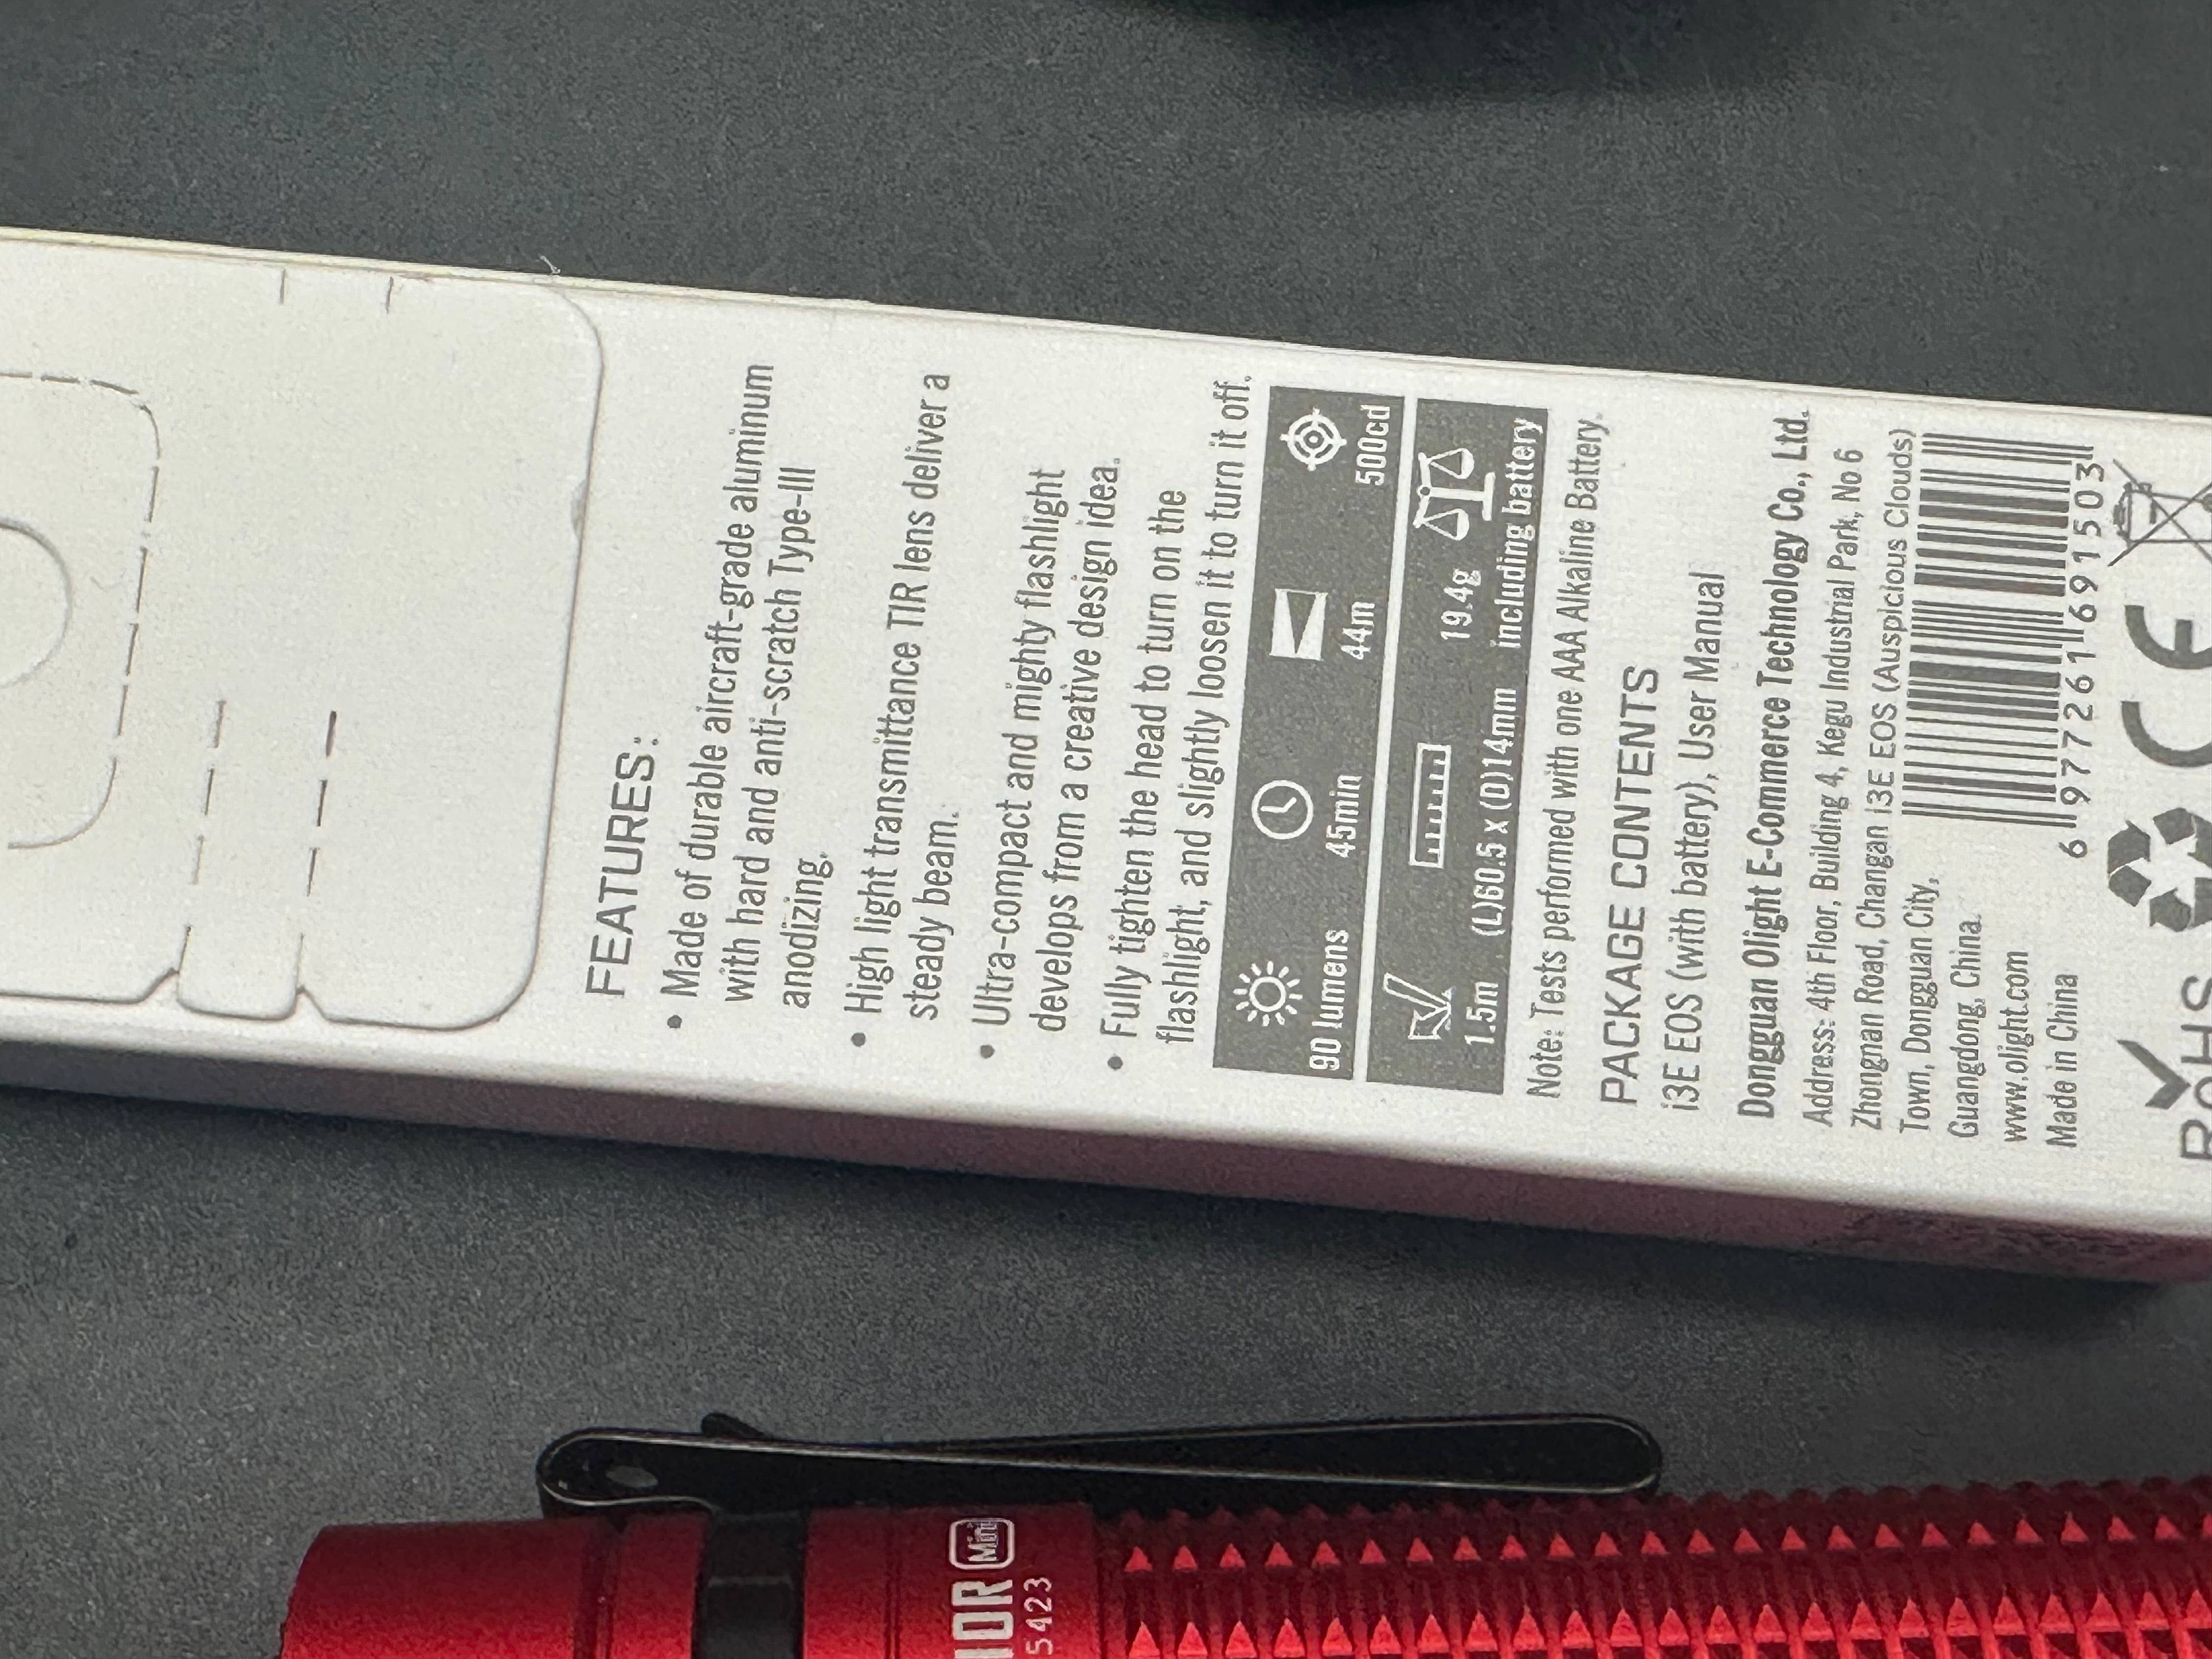 FEATURES:
• Made of durable aircraft-grade aluminum
with hard and anti-scratch Type-III
anodizing.
• High light transmittance TIR lens deliver a
steady beam.
• Ultra-compact and mighty flashlight
develops from a creative design idea.
• Fully tighten the head to turn on the
flashlight, and slightly loosen it to turn it off.
90 lumens 45min 44m 500cd
1.5m (L)60.5 x (D)14mm 19.4g including battery
Note: Tests performed with one AAA Alkaline Battery.
PACKAGE CONTENTS
i3E EOS (with battery), User Manual
Dongguan Olight E-Commerce Technology Co., Ltd.
Address: 4th Floor, Building 4, Kegu Industrial Park, No 6
Zhongnan Road, Changan
Town, Dongguan City,
Guangdong, China.
www.olight.com
Made in China
i3E EOS (Auspicious Clouds)
6 977261 691503
RoHS
CE
IOR Mini
5423